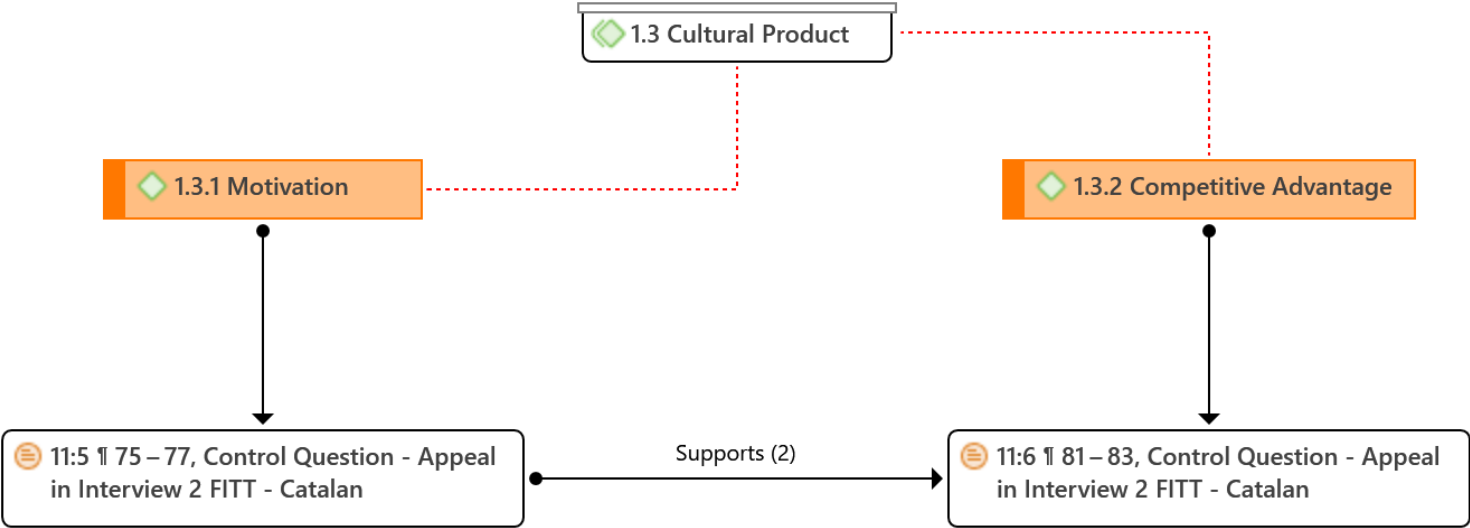 1.3 Cultural Product
1.3.1 Motivation
1.3.2 Competitive Advantage
11:5 ¶ 75 – 77, Control Question - Appeal
in Interview 2 FITT - Catalan
Supports (2)
11:6 ¶ 81 – 83, Control Question - Appeal
in Interview 2 FITT - Catalan